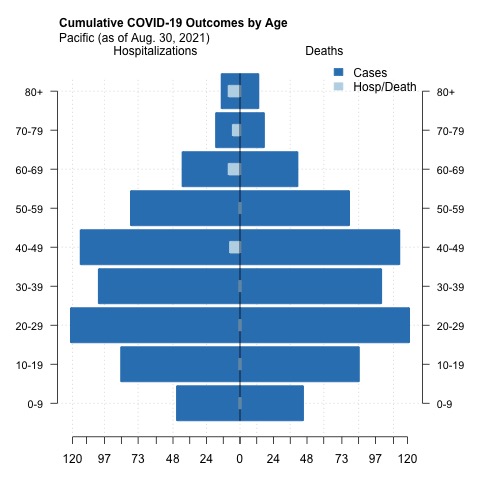 Cumulative COVID-19 Outcomes by Age
Pacific (as of Aug. 30, 2021)
Hospitalizations Deaths
Cases
Hosp/Death
80+ 80+
70-79 70-79
60-69 60-69
50-59 50-59
40-49 40-49
30-39 30-39
20-29 20-29
10-19 10-19
0-9 0-9
120 97 73 48 24 0 24 48 73 97 120